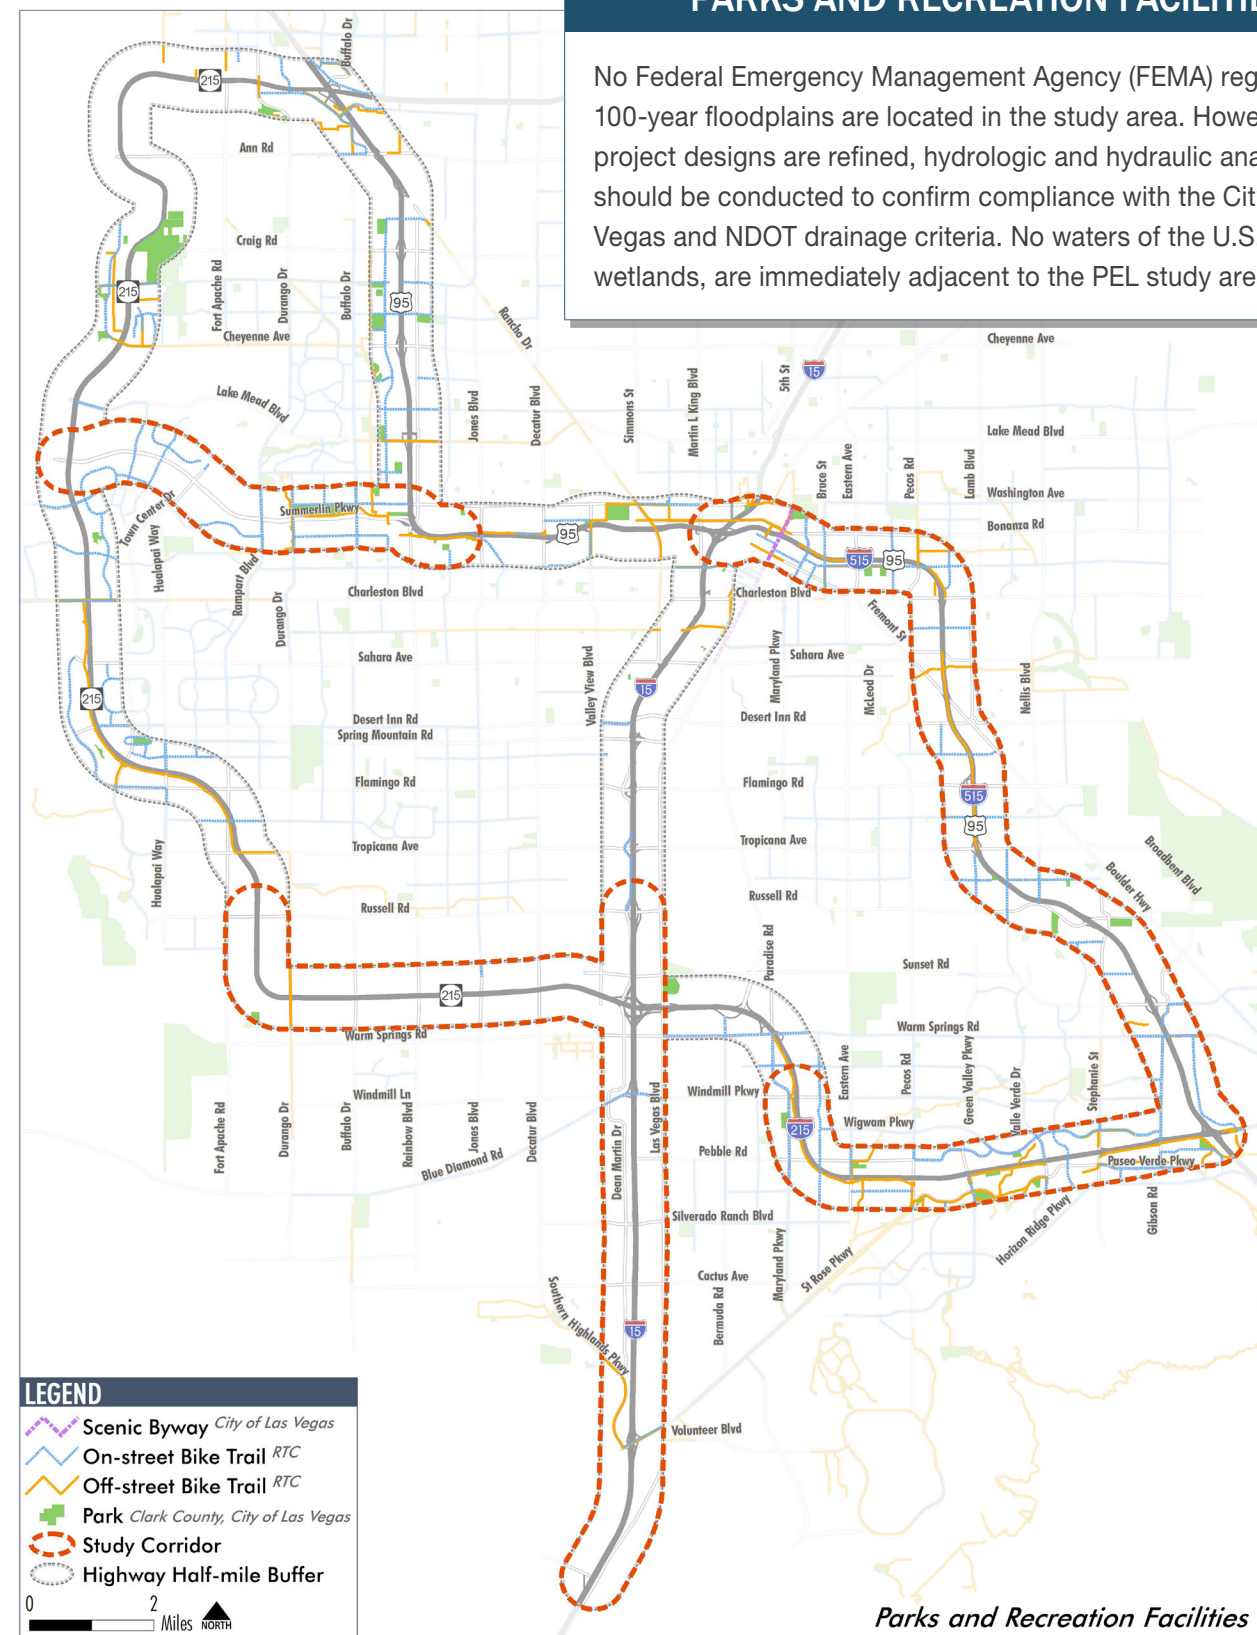 PARKS AND RECREATION FACILITIE
No Federal Emergency Management Agency (FEMA) reg
100-year floodplains are located in the study area. Howe
project designs are refined, hydrologic and hydraulic ana
should be conducted to confirm compliance with the Cit
Vegas and NDOT drainage criteria. No waters of the U.S
wetlands, are immediately adjacent to the PEL study are
Buffalo Dr
215
Ann Rd
Craig Rd
Fort Apache Rd
Durango Dr
Buffalo Dr
215
95
Rancho Dr
Cheyenne Ave
Cheyenne Ave
5th St
15
Lake Mead Blvd
Jones Blvd
Decatur Blvd
Simmons St
Martin L King Blvd
Lake Mead Blvd
Bruce St
Eastern Ave
Pecos Rd
Lamb Blvd
Washington Ave
Town Center Dr
Summerlin Pkwy
95
Bonanza Rd
515
95
Hualapai Way
Rampart Blvd
Durango Dr
Charleston Blvd
Charleston Blvd
Fremont St
Sahara Ave
Valley View Blvd
Maryland Pkwy
Sahara Ave
McLeod Dr
Nellis Blvd
215
15
Desert Inn Rd
Spring Mountain Rd
Desert Inn Rd
Flamingo Rd
Flamingo Rd
515
95
Hualapai Way
Tropicana Ave
Tropicana Ave
Broadbent Blvd
Boulder Hwy
Russell Rd
Russell Rd
Paradise Rd
Sunset Rd
215
Warm Springs Rd
Warm Springs Rd
Eastern Ave
Pecos Rd
Green Valley Pkwy
Valle Verde Dr
Stephanie St
Windmill Ln
Windmill Pkwy
Fort Apache Rd
Durango Dr
Buffalo Dr
Rainbow Blvd
Jones Blvd
Decatur Blvd
Dean Martin Dr
Las Vegas Blvd
215
Wigwam Pkwy
Blue Diamond Rd
Pebble Rd
Paseo Verde Pkwy
Gibson Rd
Silverado Ranch Blvd
Horizon Ridge Pkwy
Maryland Pkwy
St Rose Pkwy
Cactus Ave
Bermuda Rd
Southern Highlands Pkwy
15
Volunteer Blvd
LEGEND
Scenic Byway City of Las Vegas
On-street Bike Trail RTC
Off-street Bike Trail RTC
Park Clark County, City of Las Vegas
Study Corridor
Highway Half-mile Buffer
0 2
Miles NORTH
Parks and Recreation Facilities